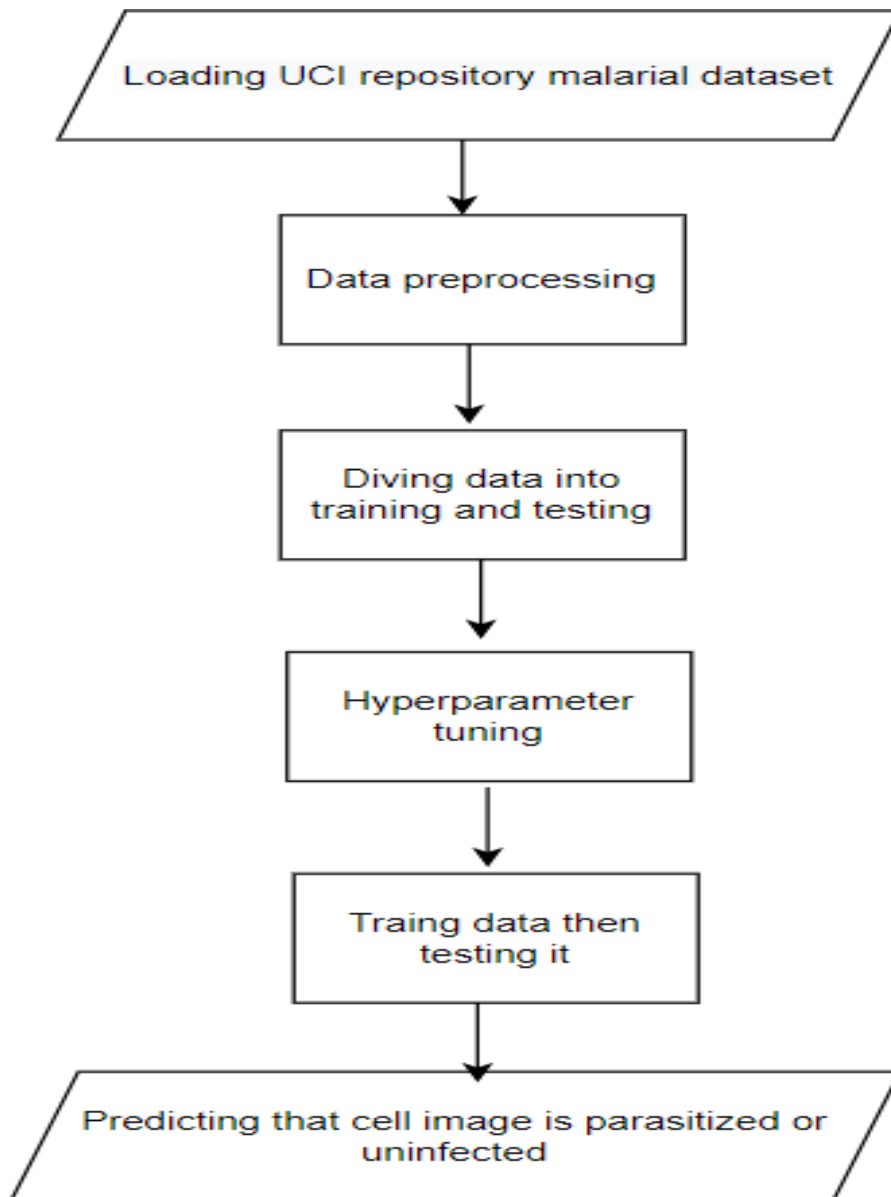 Loading UCI repository malarial dataset
Data preprocessing
Diving data into
training and testing
Hyperparameter
tuning
Traing data then
testing it
Predicting that cell image is parasitized or
uninfected